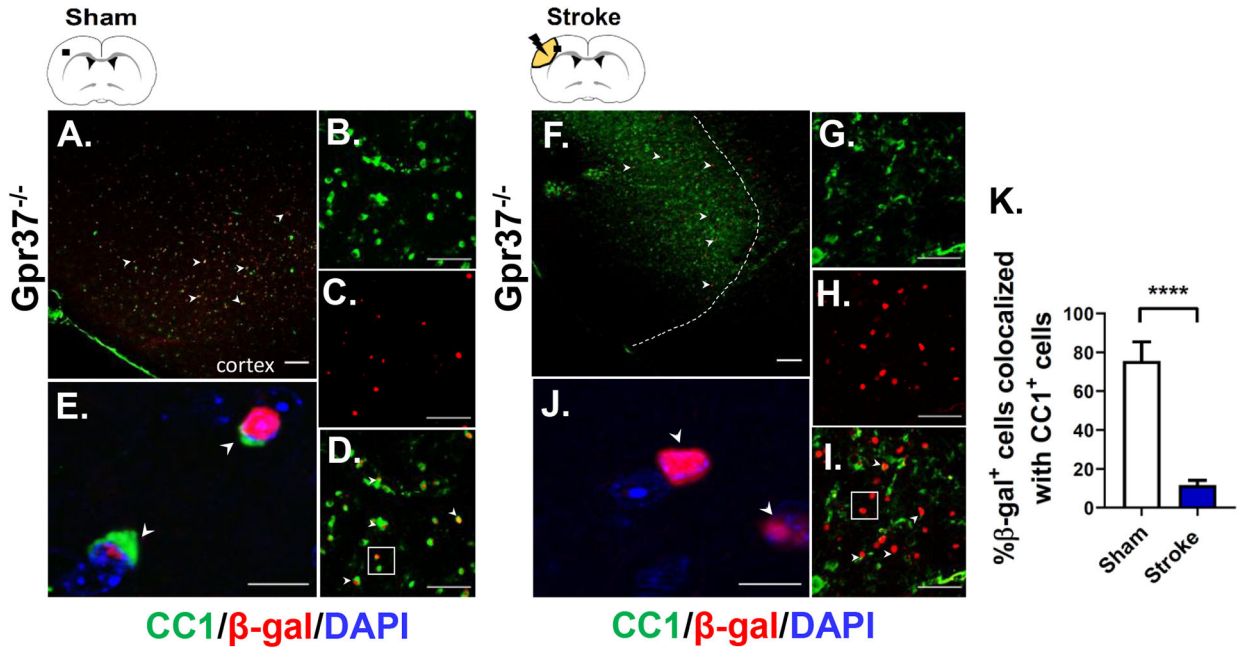 Sham
Stroke
Gpr37-/-
A.
B.
C.
cortex
E.
D.
CC1/β-gal/DAPI
Gpr37-/-
F.
G.
H.
J.
I.
CC1/β-gal/DAPI
K.
%β-gal+ cells colocalized
with CC1+ cells
****
100
80
60
40
20
0
Sham
Stroke